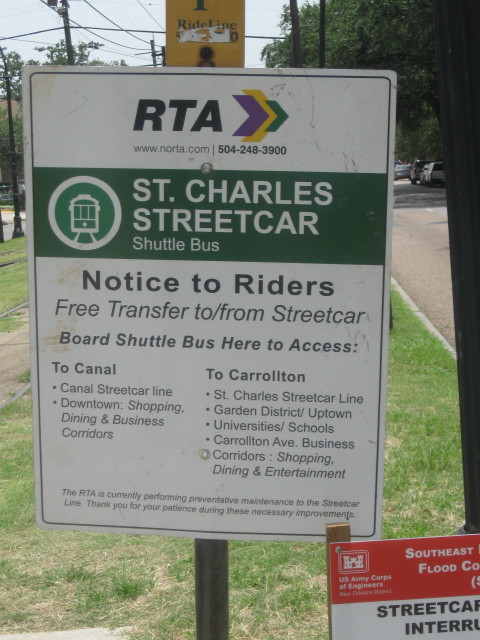 RideLine
RTA
www.norta.com | 504-248-3900
ST. CHARLES
STREETCAR
Shuttle Bus
Notice to Riders
Free Transfer to/from Streetcar
Board Shuttle Bus Here to Access:
To Canal
• Canal Streetcar line
• Downtown: Shopping,
Dining & Business
Corridors
To Carrollton
• St. Charles Streetcar Line
• Garden District/ Uptown
• Universities/ Schools
• Carrollton Ave. Business
Corridors : Shopping,
Dining & Entertainment
The RTA is currently performing preventative maintenance to the Streetcar
Line. Thank you for your patience during these necessary improvements.
US Army Corps
of Engineers
New Orleans District
SOUTHEAST
FLOOD CO
(S
STREETCAR
INTERRU